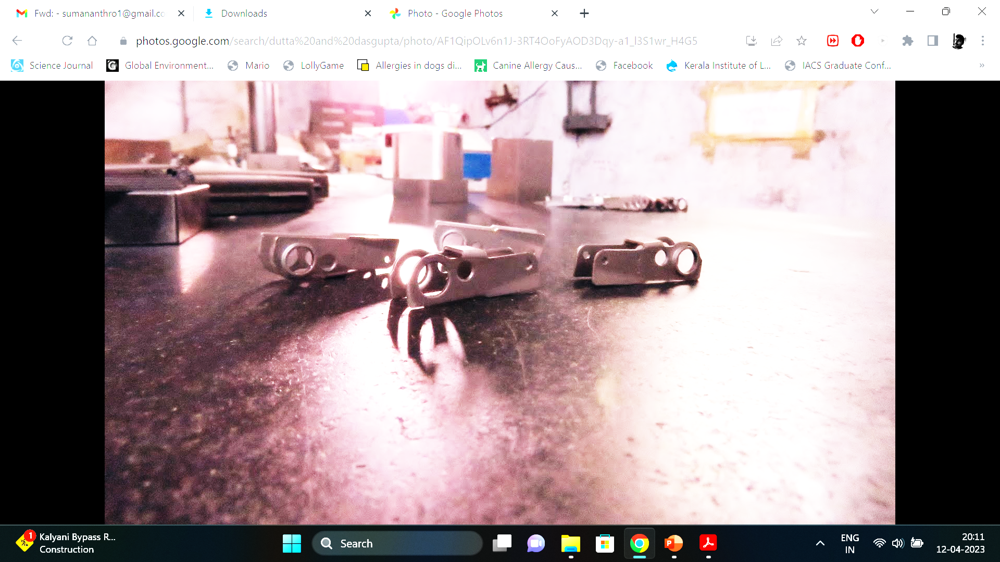 Fwd: - sumananthro1@gmail.co
Downloads
Photo - Google Photos
photos.google.com/search/dutta%20and%20dasgupta/photo/AF1QipOLv6n1J-3RT4OoFyAOD3Dqy-a1_l3S1wr_H4G5
Science Journal
Global Environment...
Mario
LollyGame
Allergies in dogs di...
Canine Allergy Caus...
Facebook
Kerala Institute of L...
IACS Graduate Conf...
1
Kalyani Bypass R...
Construction
Search
P
ENG
IN
20:11
12-04-2023